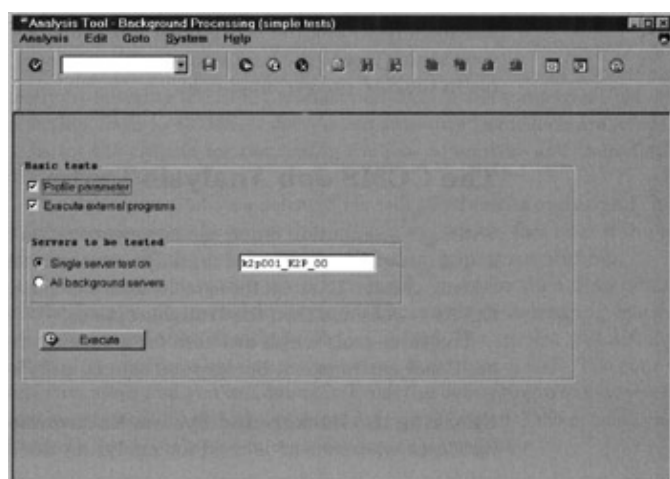 *Analysis Tool - Background Processing (simple tests)
Analysis Edit Goto System Help
Basic tests
Profile parameter
Execute external programs
Servers to be tested
Single server test on k2p001_K2P_00
All background servers
Execute